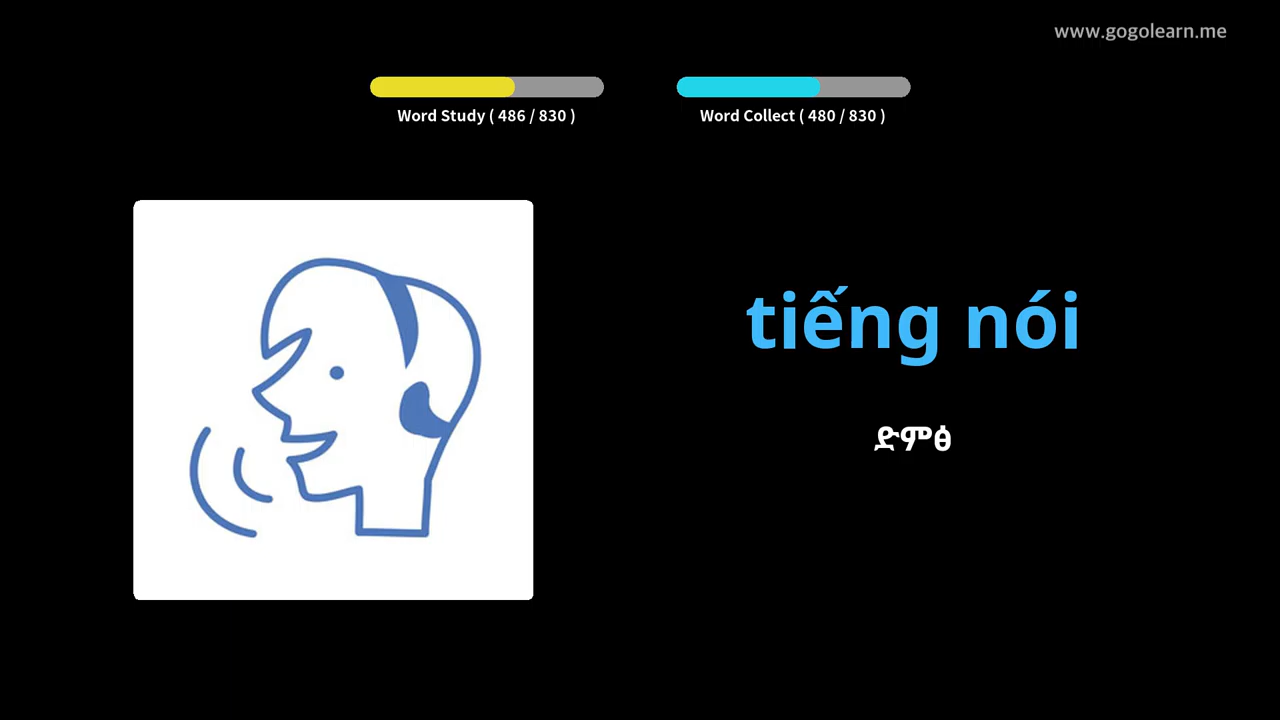 www.gogolearn.me
Word Study ( 486 / 830 )
Word Collect ( 480 / 830 )
tiếng nói
ድምፅ